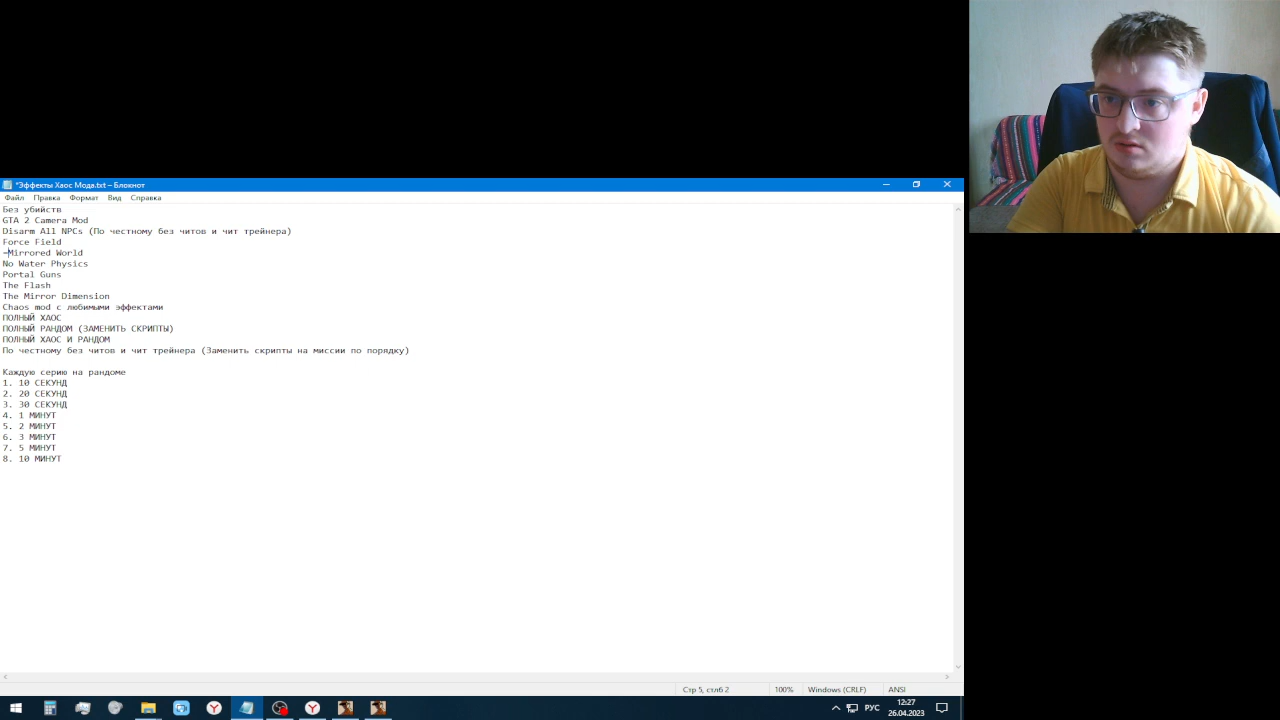 *Эффекты Хаос Мода.txt – Блокнот
Файл Правка Формат Вид Справка
Без убийств
GTA 2 Camera Mod
Disarm All NPCs (По честному без читов и чит трейнера)
Force Field
-Mirrored World
No Water Physics
Portal Guns
The Flash
The Mirror Dimension
Chaos mod с любимыми эффектами
ПОЛНЫЙ ХАОС
ПОЛНЫЙ РАНДОМ (ЗАМЕНИТЬ СКРИПТЫ)
ПОЛНЫЙ ХАОС И РАНДОМ
По честному без читов и чит трейнера (Заменить скрипты на миссии по порядку)
Каждую серию на рандоме
1. 10 СЕКУНД
2. 20 СЕКУНД
3. 30 СЕКУНД
4. 1 МИНУТ
5. 2 МИНУТ
6. 3 МИНУТ
7. 5 МИНУТ
8. 10 МИНУТ
Стр 5, стлб 2 100% Windows (CRLF) ANSI
РУС 12:27
26.04.2023